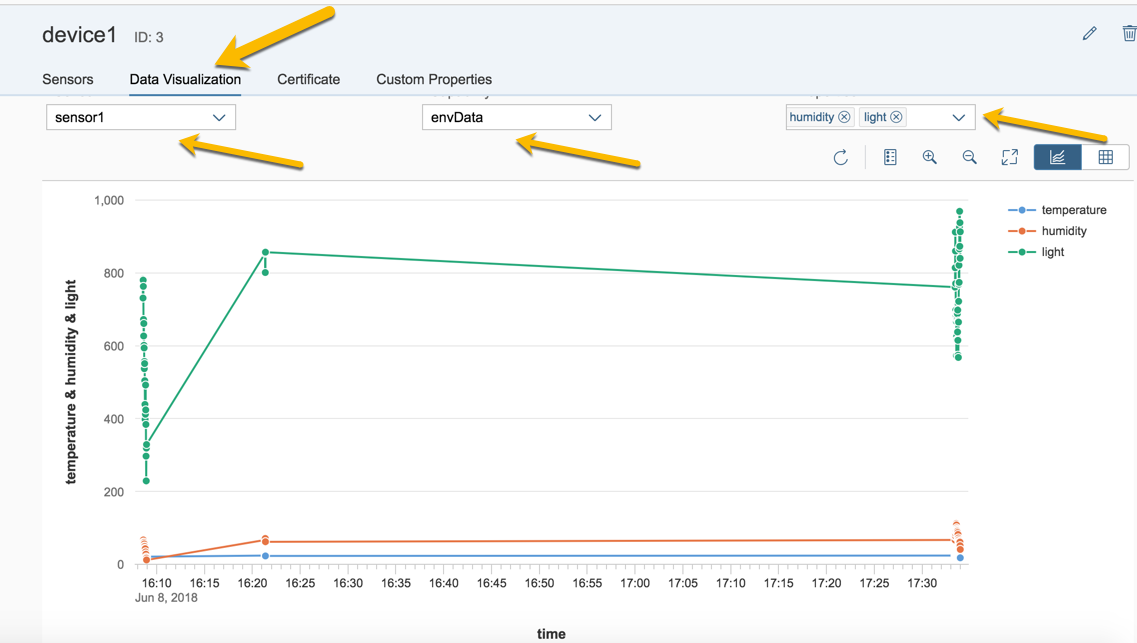 device1 ID: 3
Sensors Data Visualization Certificate Custom Properties
sensor1 envData humidity light
1,000
800
600
400
200
0
temperature & humidity & light
temperature
humidity
light
16:10 16:15 16:20 16:25 16:30 16:35 16:40 16:45 16:50 16:55 17:00 17:05 17:10 17:15 17:20 17:25 17:30
Jun 8, 2018
time